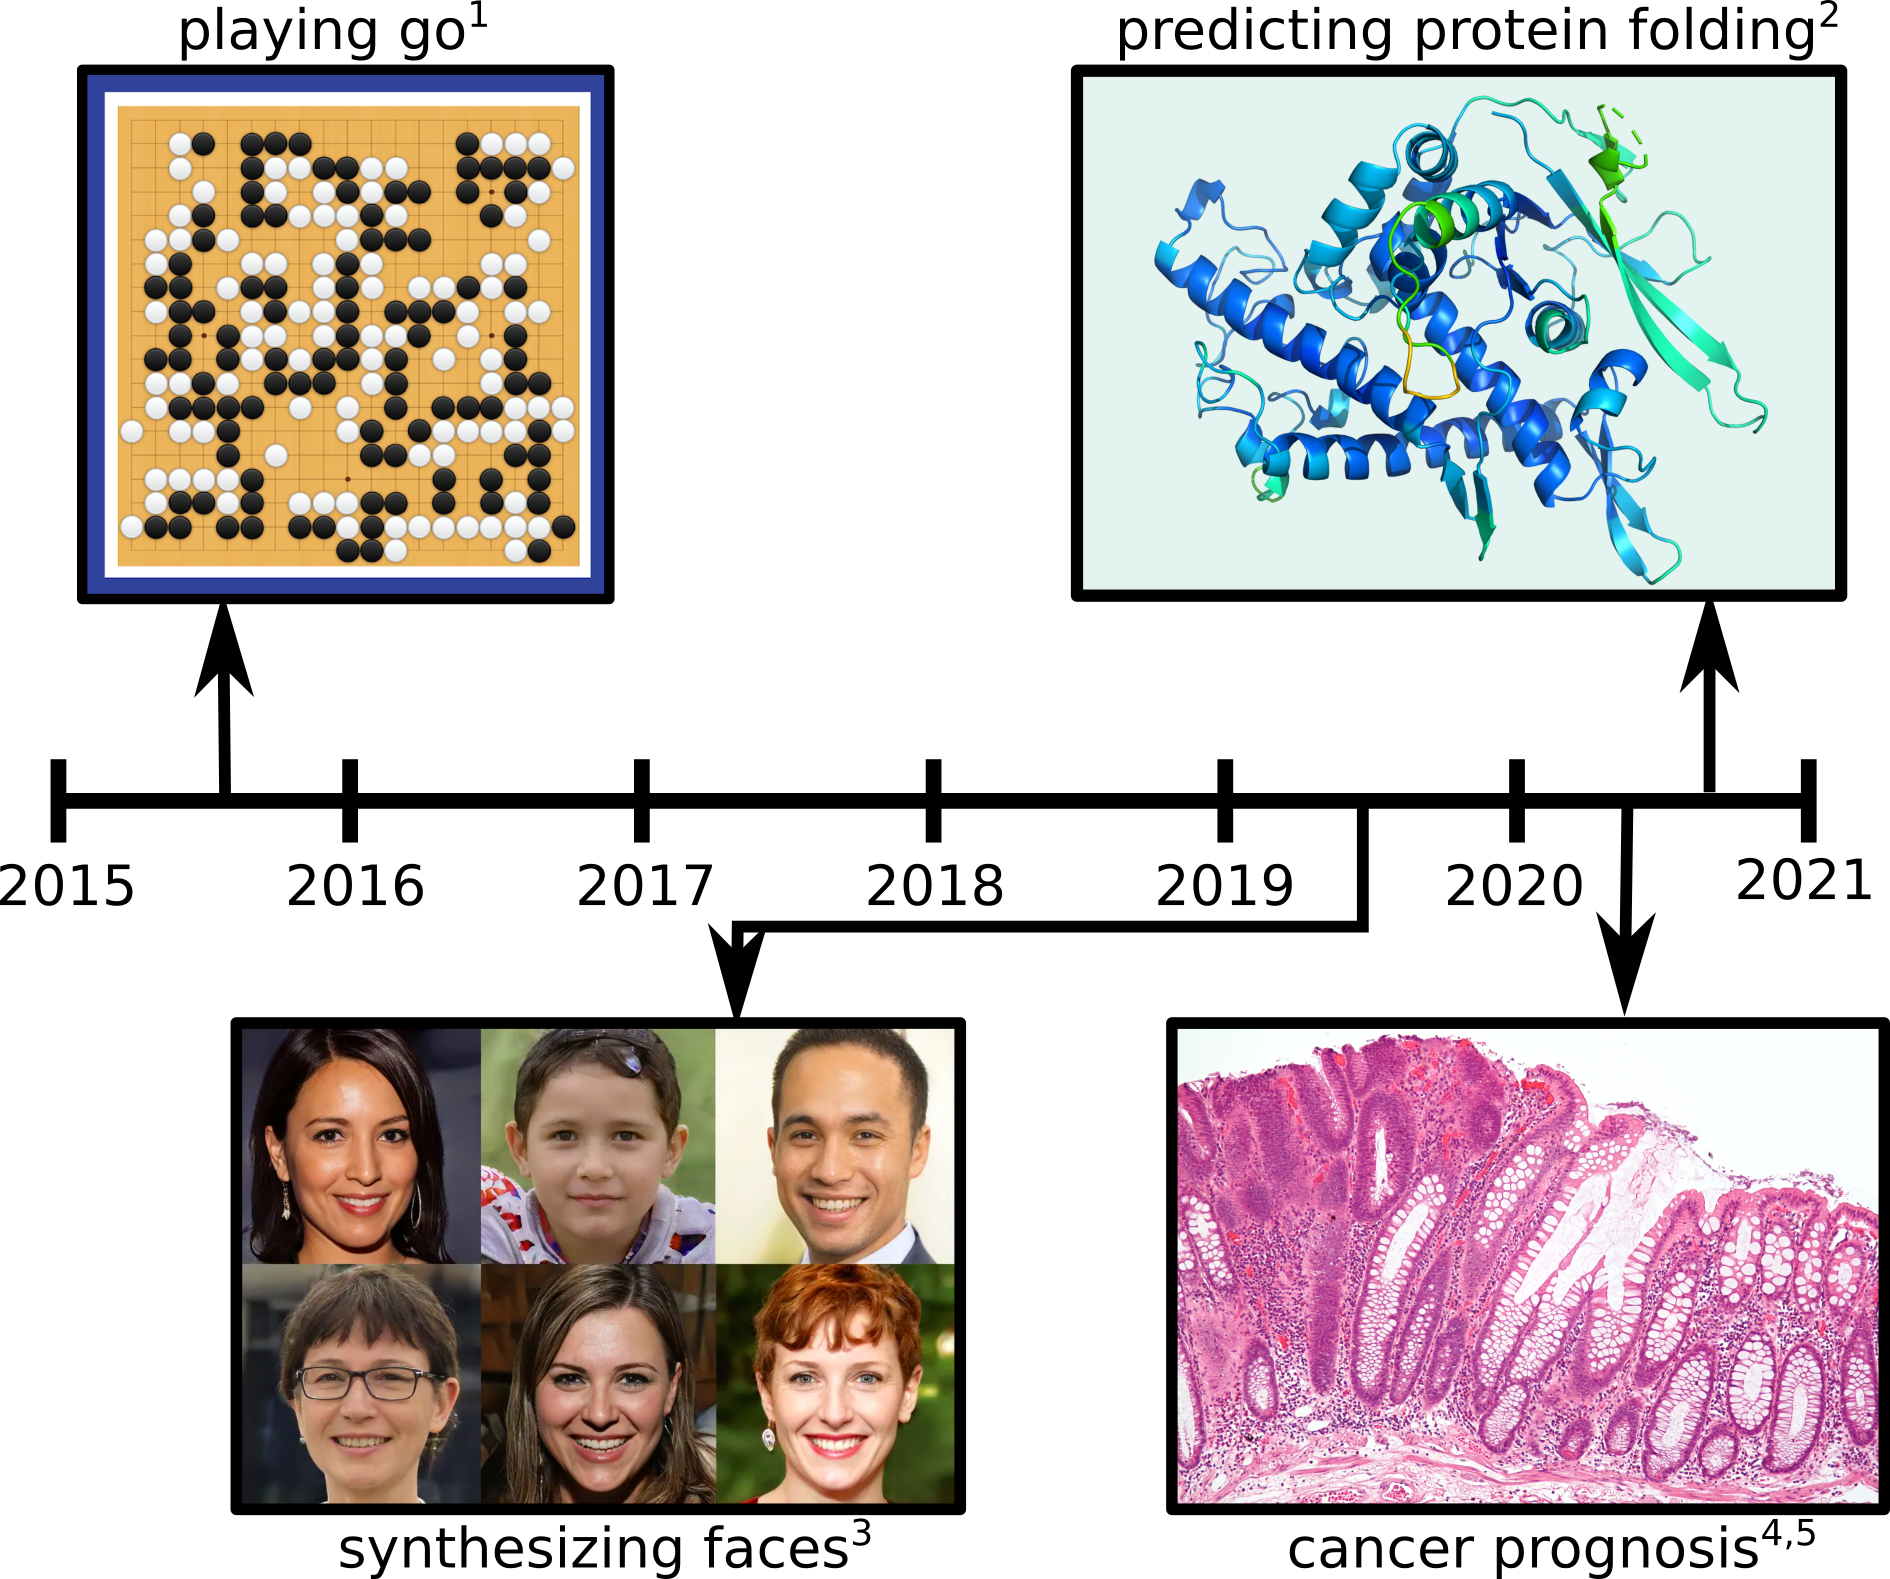 playing go¹
predicting protein folding²
2015
2016
2017
2018
2019
2020
2021
synthesizing faces³
cancer prognosis⁴,⁵